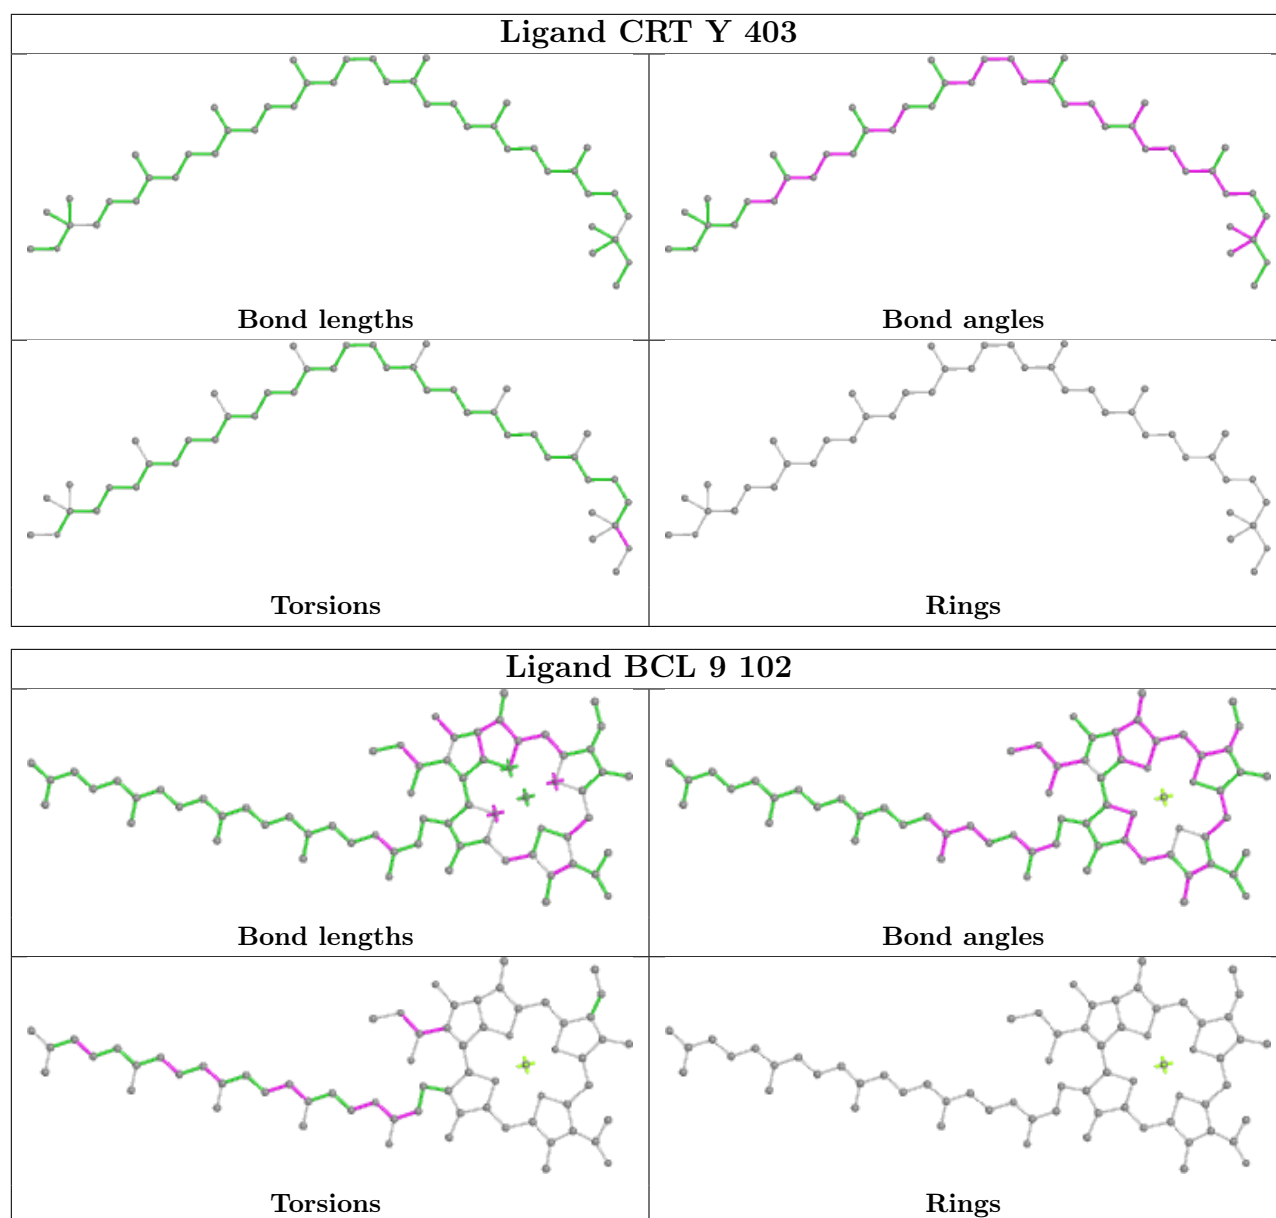 Ligand CRT Y 403
Bond lengths
Bond angles
Torsions
Rings
Ligand BCL 9 102
Bond lengths
Bond angles
Torsions
Rings